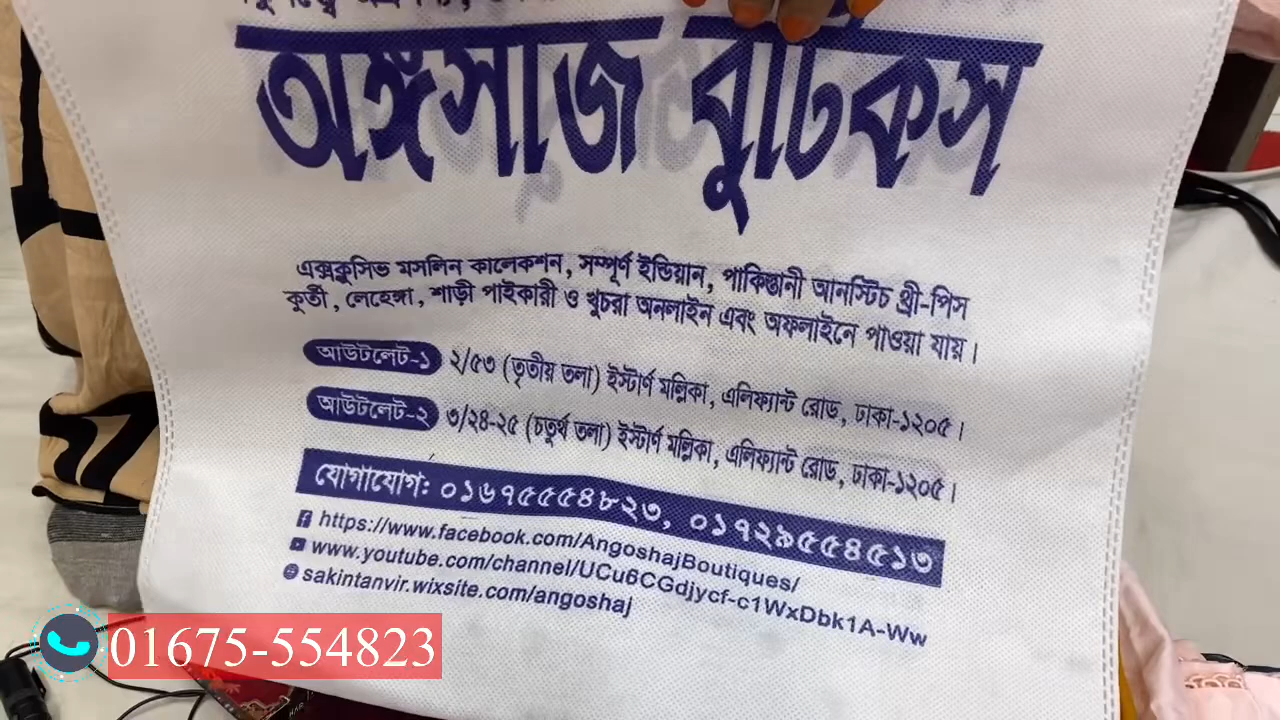 অঙ্গসাজ বুটিকস
এক্সক্লুসিভ মসলিন কালেকশন, সম্পূর্ণ ইন্ডিয়ান, পাকিস্তানী আনস্টিচ থ্রী-পিস
কুর্তী, লেহেঙ্গা, শাড়ী পাইকারী ও খুচরা অনলাইন এবং অফলাইনে পাওয়া যায়।
আউটলেট-১ ২/৫৩ (তৃতীয় তলা) ইস্টার্ণ মল্লিকা, এলিফ্যান্ট রোড, ঢাকা-১২০৫।
আউটলেট-২ ৩/২৪-২৫ (চতুর্থ তলা) ইস্টার্ণ মল্লিকা, এলিফ্যান্ট রোড, ঢাকা-১২০৫।
যোগাযোগ: ০১৬৭৫৫৫৪৮২৩, ০১৭২৯৫৫৪৫১৩
https://www.facebook.com/AngoshajBoutiques/
www.youtube.com/channel/UCu6CGdjycf-c1WxDbk1A-Ww
sakintanvir.wixsite.com/angoshaj
01675-554823